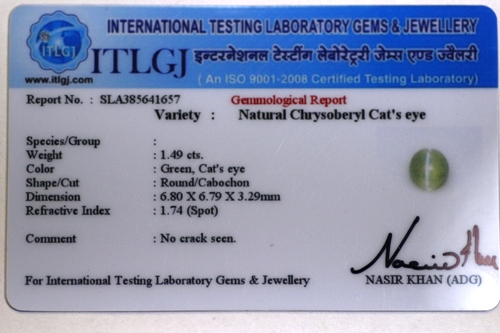 INTERNATIONAL TESTING LABORATORY GEMS & JEWELLERY
ITLGJ
ITLGJ इन्टरनेशनल टेस्टींग लेबोरेट्ररी जेम्स एण्ड ज्वैलरी
www.itlgj.com
( An ISO 9001-2008 Certified Testing Laboratory)
Report No. : SLA385641657 Gemmological Report
Variety : Natural Chrysoberyl Cat's eye
Species/Group :
Weight : 1.49 cts.
Color : Green, Cat's eye
Shape/Cut : Round/Cabochon
Dimension : 6.80 X 6.79 X 3.29mm
Refractive Index : 1.74 (Spot)
Comment : No crack seen.
For International Testing Laboratory Gems & Jewellery
NASIR KHAN (ADG)